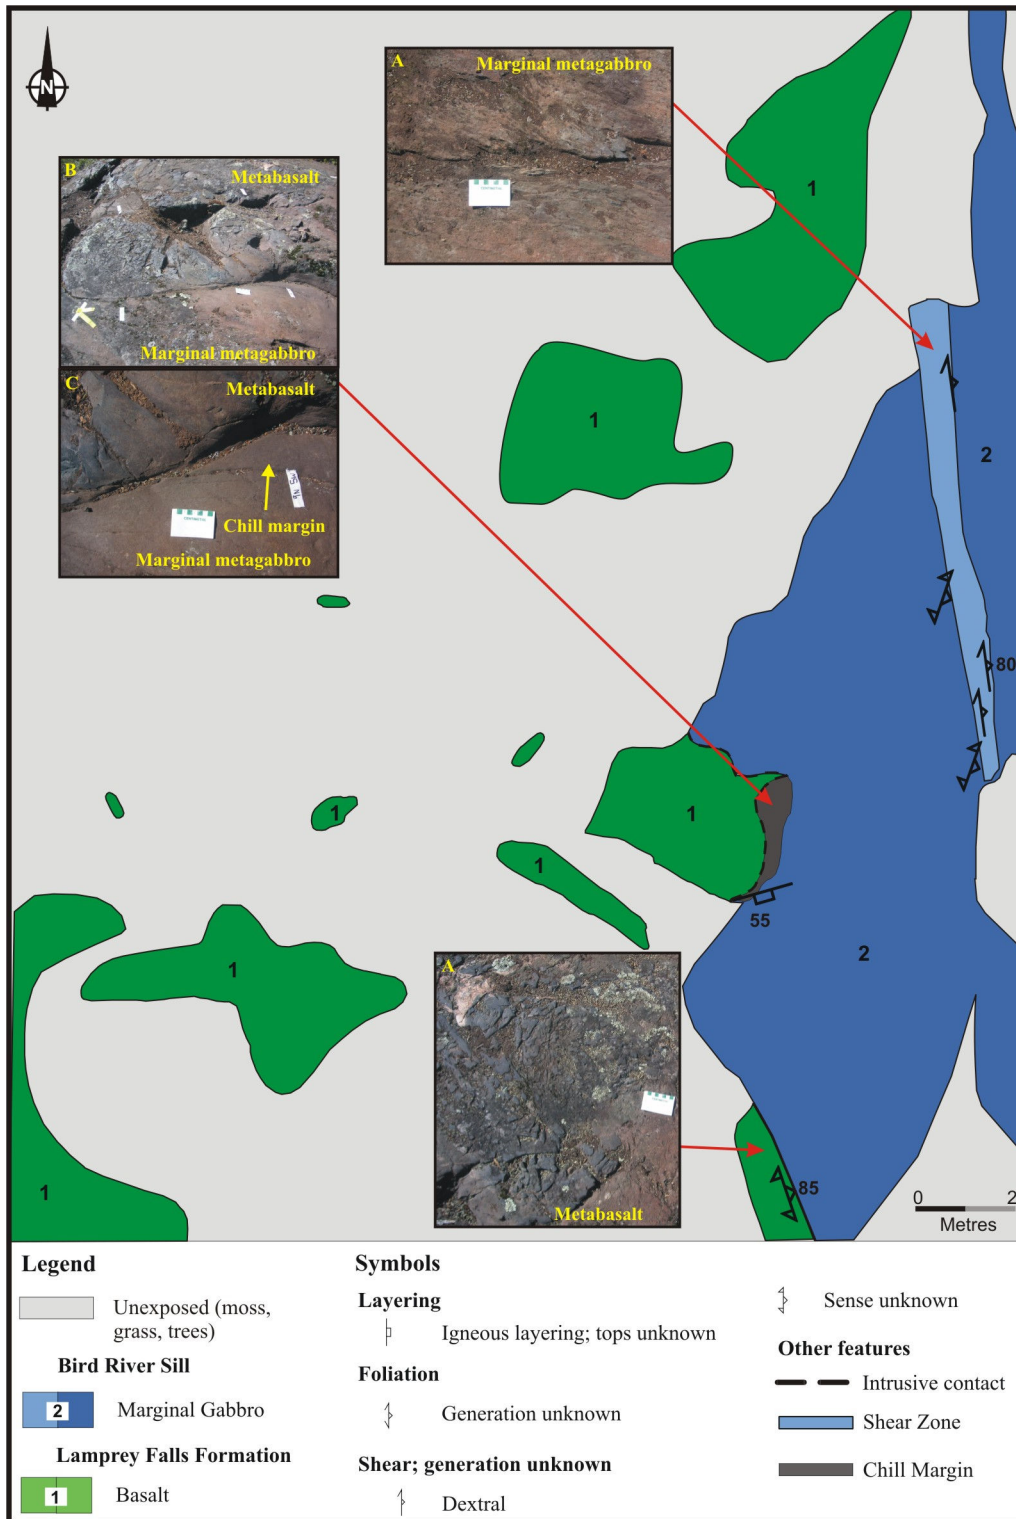 N
A
Marginal metagabbro
B
Metabasalt
Marginal metagabbro
C
Metabasalt
Chill margin
Marginal metagabbro
1
1
2
80
1
1
1
55
2
1
A
Metabasalt
1
85
0 2
Metres
Legend
Unexposed (moss,
grass, trees)
Bird River Sill
2 Marginal Gabbro
Lamprey Falls Formation
1 Basalt
Symbols
Layering
Igneous layering; tops unknown
Foliation
Generation unknown
Shear; generation unknown
Dextral
Sense unknown
Other features
Intrusive contact
Shear Zone
Chill Margin